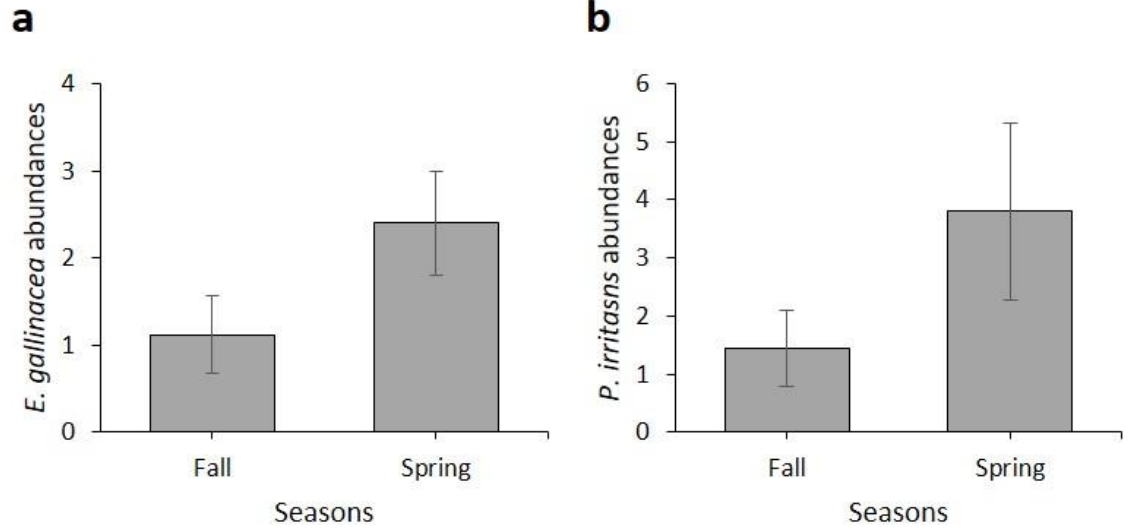 a
E. gallinacea abundances
4
3
2
1
0
Fall
Spring
Seasons
b
P. irritasns abundances
6
5
4
3
2
1
0
Fall
Spring
Seasons